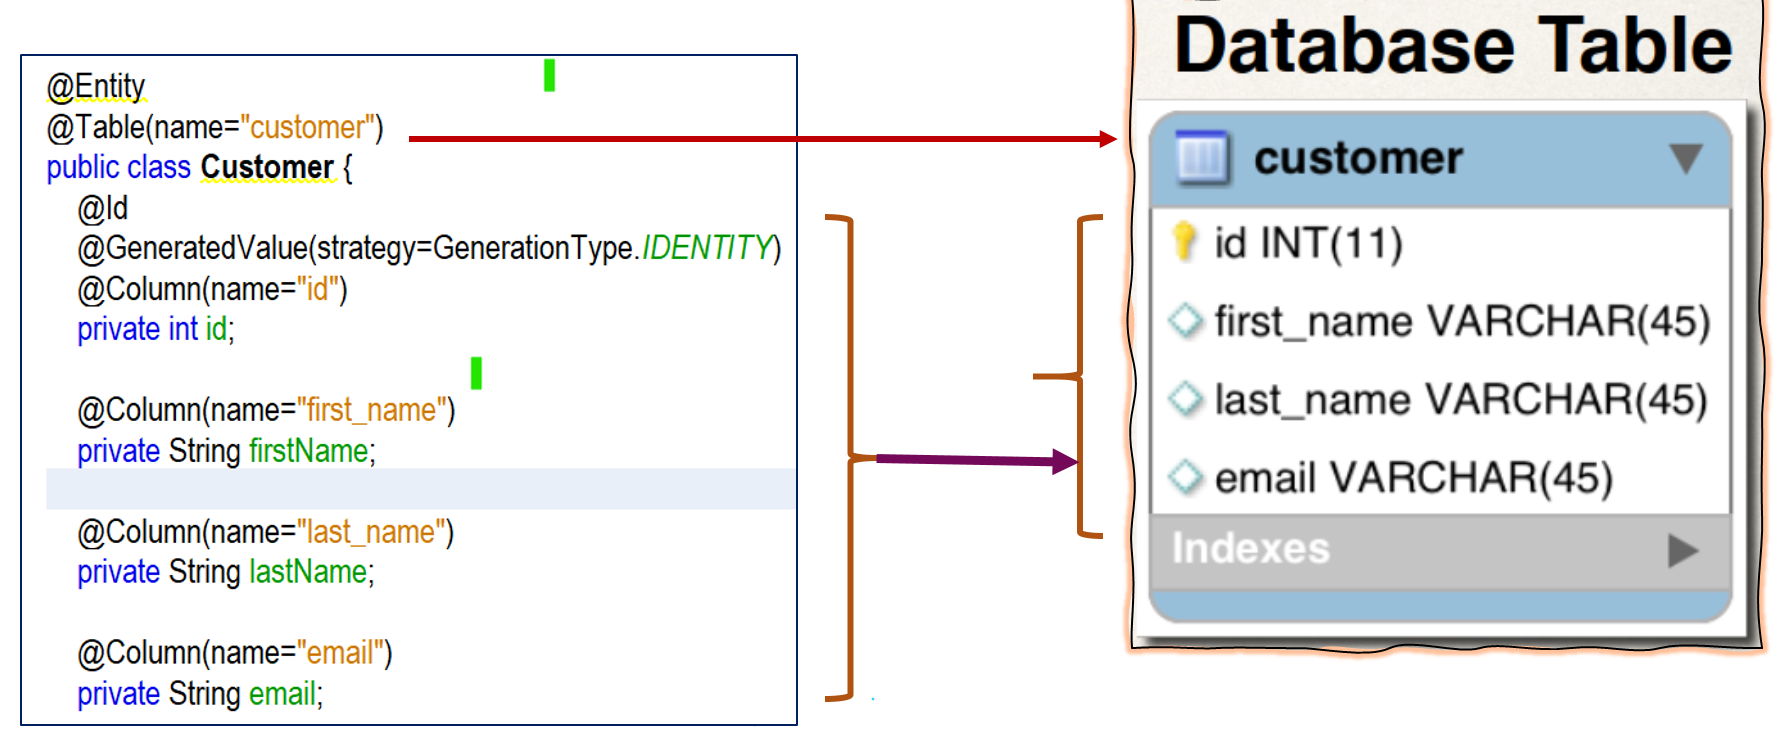 @Entity
@Table(name="customer")
public class Customer {
@Id
@GeneratedValue(strategy=GenerationType.IDENTITY)
@Column(name="id")
private int id;
@Column(name="first_name")
private String firstName;
@Column(name="last_name")
private String lastName;
@Column(name="email")
private String email;
Database Table
customer
id INT(11)
first_name VARCHAR(45)
last_name VARCHAR(45)
email VARCHAR(45)
Indexes